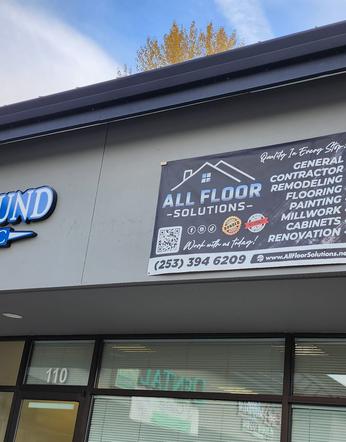 UND
Quality In Every Step
ALL FLOOR
-SOLUTIONS-
Work with us today!
GENERAL
CONTRACTOR
REMODELING
FLOORING
PAINTING
MILLWORK
CABINETS
RENOVATION
(253) 394 6209
www.AllFloorSolutions.ne
110
DENTAL